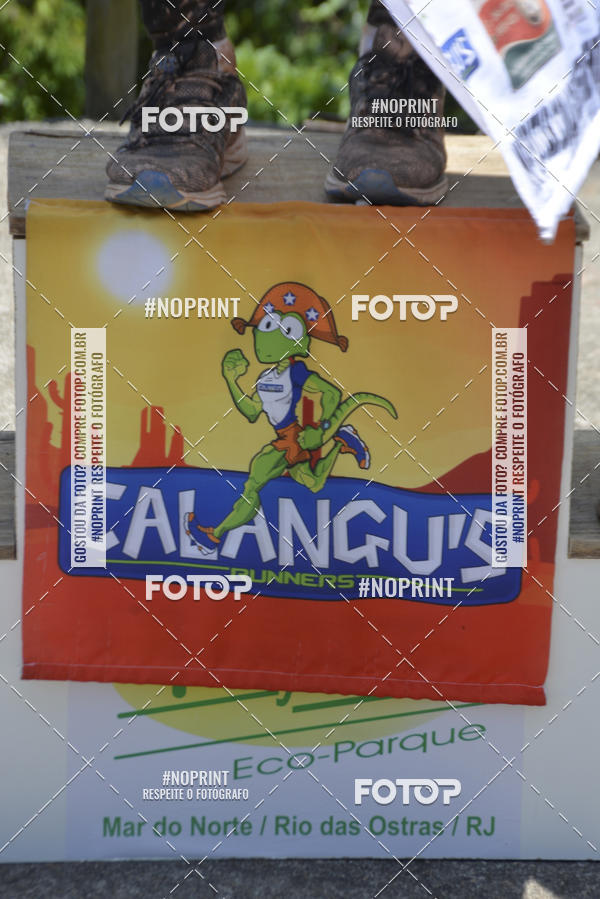 FOTOP
#NOPRINT
RESPEITE O FOTÓGRAFO
#NOPRINT
FOTOP
GOSTOU DA FOTO? COMPRE FOTOP.COM.BR
#NOPRINT RESPEITE O FOTÓGRAFO
GOSTOU DA FOTO? COMPRE FOTOP.COM.BR
#NOPRINT RESPEITE O FOTÓGRAFO
CALANGU'S
RUNNERS
FOTOP
#NOPRINT
RESPEITE O FOTÓGRAFO
Eco-Parque
#NOPRINT
RESPEITE O FOTÓGRAFO
FOTOP
Mar do Norte / Rio das Ostras / RJ